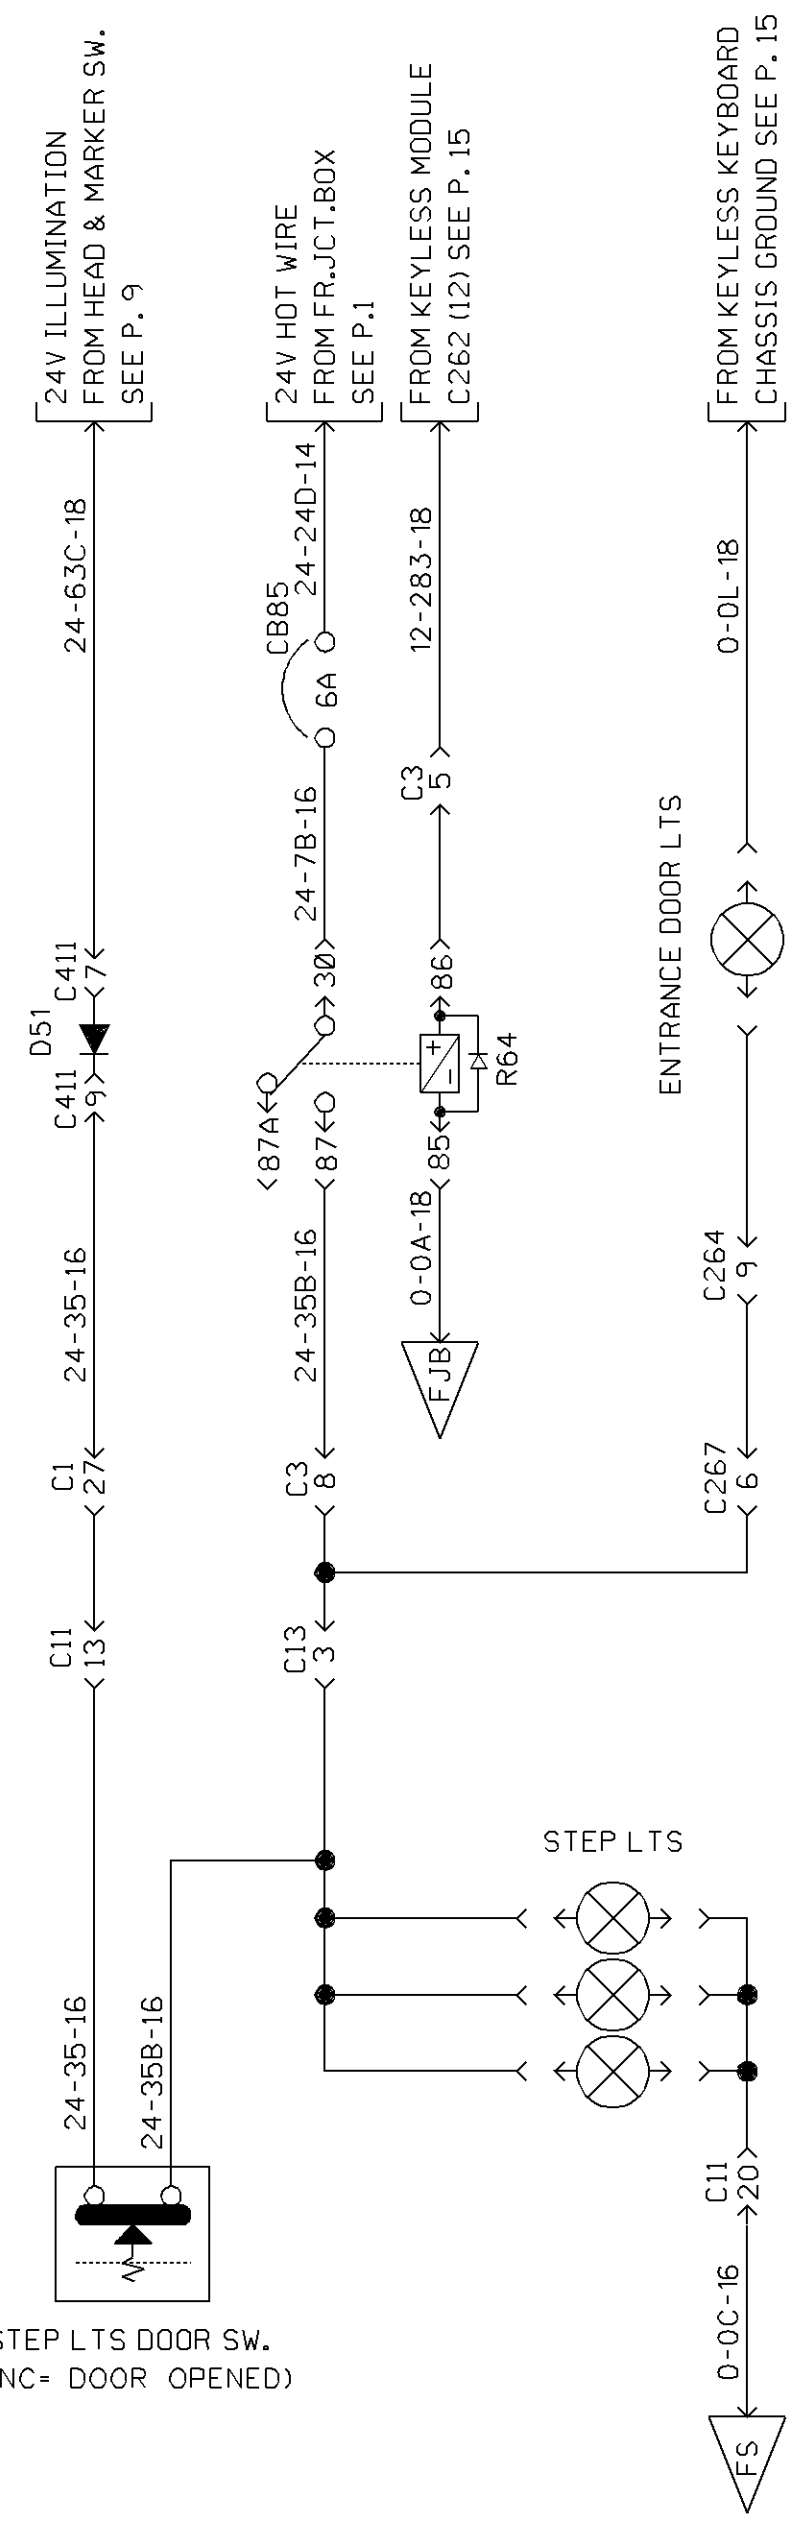 24V ILLUMINATION
FROM HEAD & MARKER SW.
SEE P. 9
24-63C-18
C411
7
D51
C411
9
24-35-16
C1
27
C11
13
24-35-16
24V HOT WIRE
FROM FR.JCT.BOX
SEE P.1
24-24D-14
CB85
6A
24-7B-16
30
87A
87
24-35B-16
C3
8
C13
3
24-35B-16
FROM KEYLESS MODULE
C262 (12) SEE P. 15
12-283-18
C3
5
86
R64
85
0-0A-18
FJB
FROM KEYLESS KEYBOARD
CHASSIS GROUND SEE P. 15
0-0L-18
ENTRANCE DOOR LTS
C264
9
C267
6
STEP LTS
C11
20
0-0C-16
FS
STEP LTS DOOR SW.
NC= DOOR OPENED)